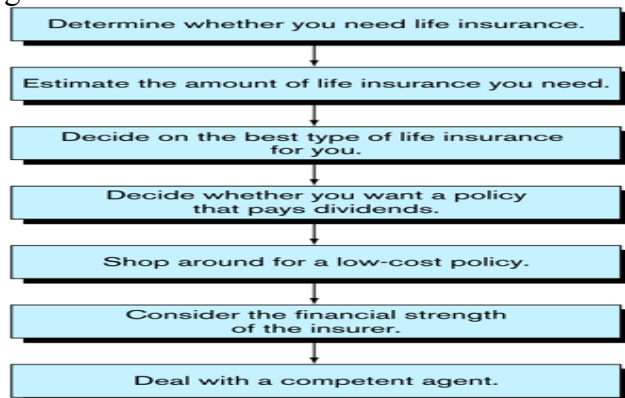 Determine whether you need life insurance.
Estimate the amount of life insurance you need.
Decide on the best type of life insurance
for you.
Decide whether you want a policy
that pays dividends.
Shop around for a low-cost policy.
Consider the financial strength
of the insurer.
Deal with a competent agent.